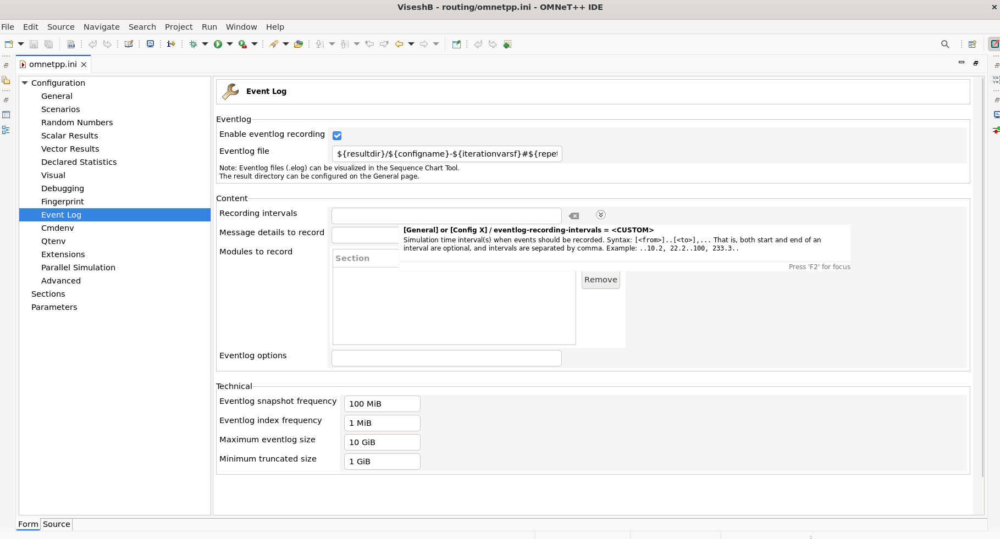 ViseshB - routing/omnetpp.ini - OMNeT++ IDE
File Edit Source Navigate Search Project Run Window Help
omnetpp.ini
Configuration
General
Scenarios
Random Numbers
Scalar Results
Vector Results
Declared Statistics
Visual
Debugging
Fingerprint
Event Log
Cmdenv
Qtenv
Extensions
Parallel Simulation
Advanced
Sections
Parameters
Event Log
Eventlog
Enable eventlog recording
Eventlog file ${resultdir}/${configname}-${iterationvarsf}#${repet
Note: Eventlog files (.elog) can be visualized in the Sequence Chart Tool.
The result directory can be configured on the General page.
Content
Recording intervals
[General] or [Config X] / eventlog-recording-intervals = <CUSTOM>
Simulation time interval(s) when events should be recorded. Syntax: [<from>]..[<to>],... That is, both start and end of an
interval are optional, and intervals are separated by comma. Example: ..10.2, 22.2..100, 233.3..
Press 'F2' for focus
Message details to record
Modules to record
Section
Remove
Eventlog options
Technical
Eventlog snapshot frequency 100 MiB
Eventlog index frequency 1 MiB
Maximum eventlog size 10 GiB
Minimum truncated size 1 GiB
Form Source